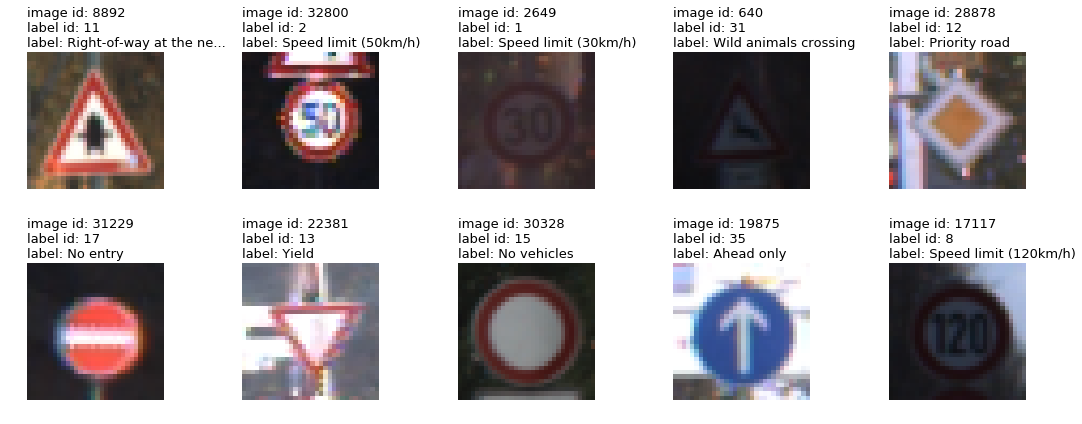 image id: 8892
label id: 11
label: Right-of-way at the ne...
image id: 32800
label id: 2
label: Speed limit (50km/h)
50
image id: 2649
label id: 1
label: Speed limit (30km/h)
30
image id: 640
label id: 31
label: Wild animals crossing
image id: 28878
label id: 12
label: Priority road
image id: 31229
label id: 17
label: No entry
image id: 22381
label id: 13
label: Yield
image id: 30328
label id: 15
label: No vehicles
image id: 19875
label id: 35
label: Ahead only
image id: 17117
label id: 8
label: Speed limit (120km/h)
120